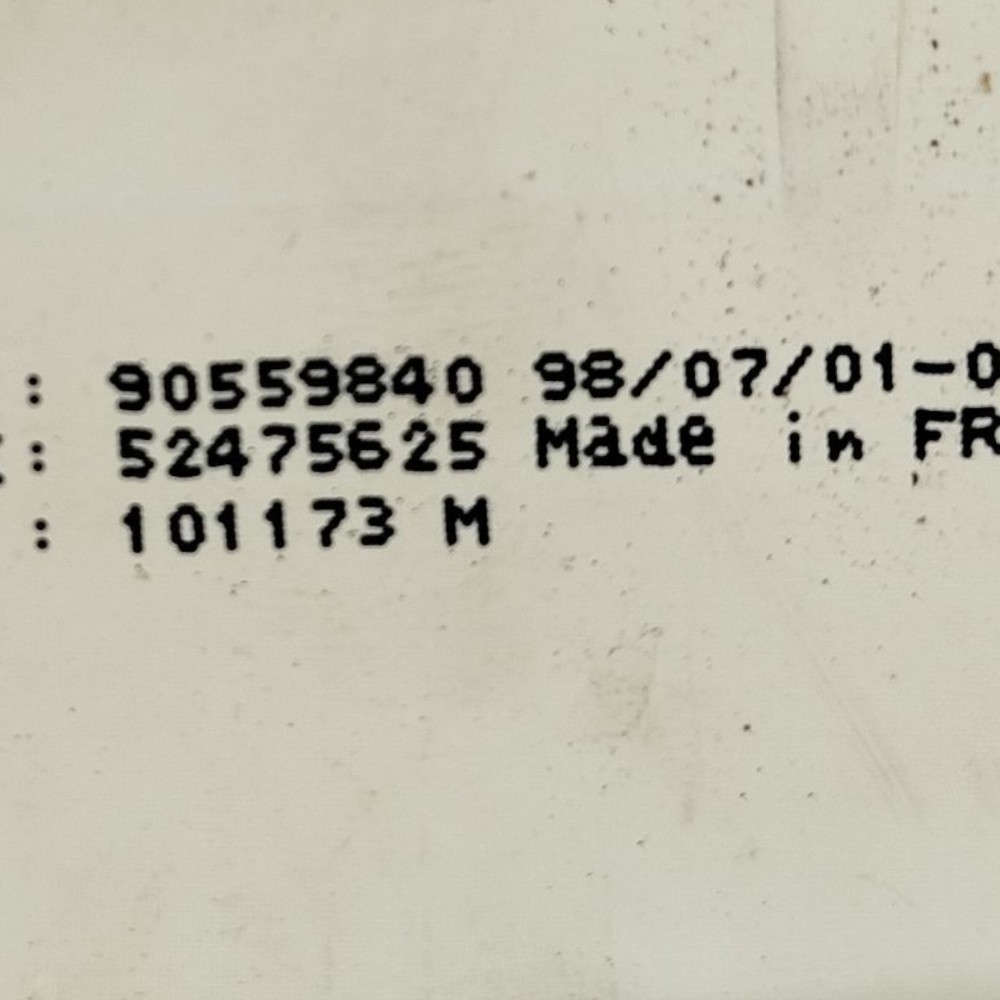 : 90559840 98/07/01-0
: 52475625 Made in FR
: 101173 M